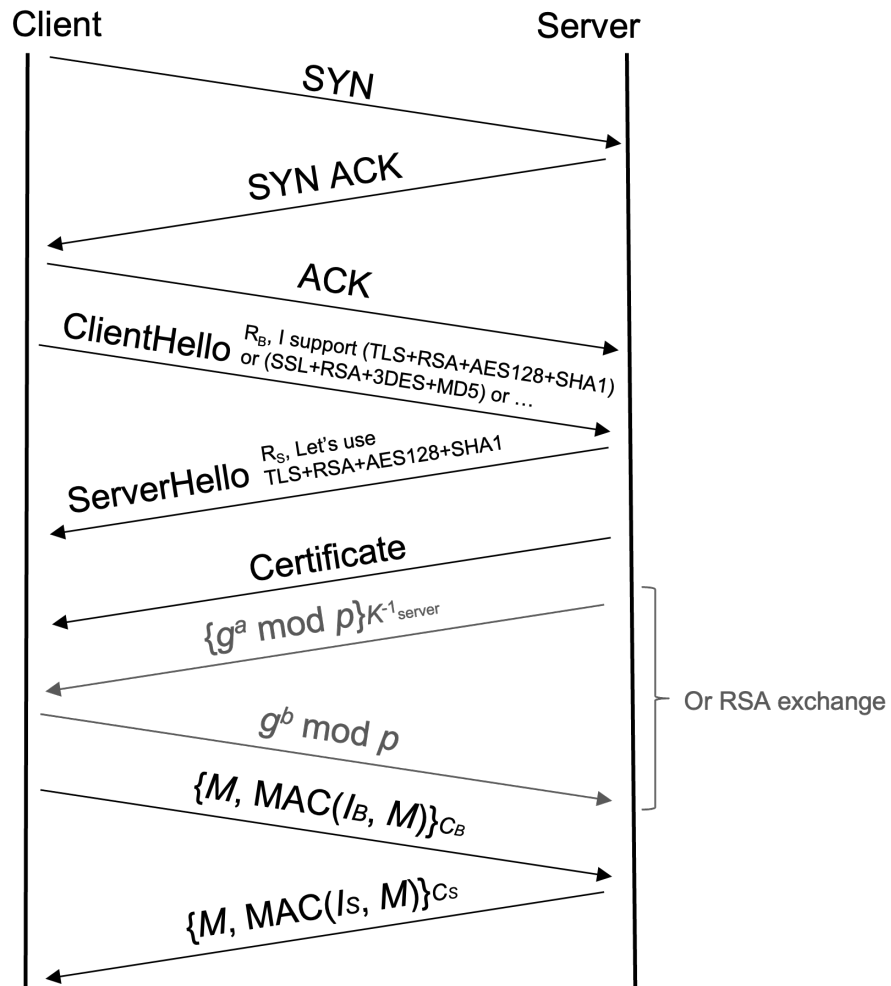 Client
Server
SYN
SYN ACK
ACK
ClientHello
R_B, I support (TLS+RSA+AES128+SHA1)
or (SSL+RSA+3DES+MD5) or …
ServerHello
R_S, Let's use
TLS+RSA+AES128+SHA1
Certificate
{g^a mod p}K^-1_server
Or RSA exchange
g^b mod p
{M, MAC(I_B, M)}C_B
{M, MAC(I_S, M)}C_S